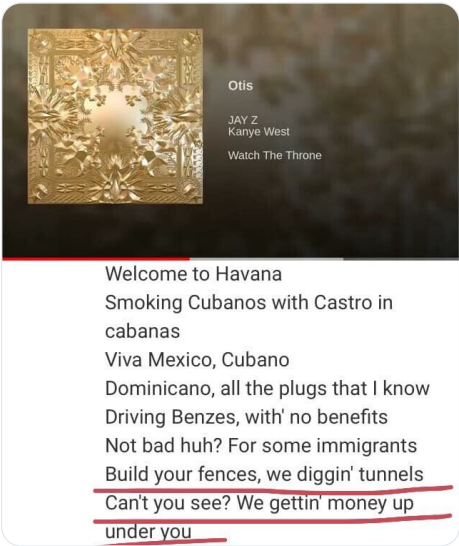 Otis
JAY Z
Kanye West
Watch The Throne
Welcome to Havana
Smoking Cubanos with Castro in
cabanas
Viva Mexico, Cubano
Dominicano, all the plugs that I know
Driving Benzes, with' no benefits
Not bad huh? For some immigrants
Build your fences, we diggin' tunnels
Can't you see? We gettin' money up
under you